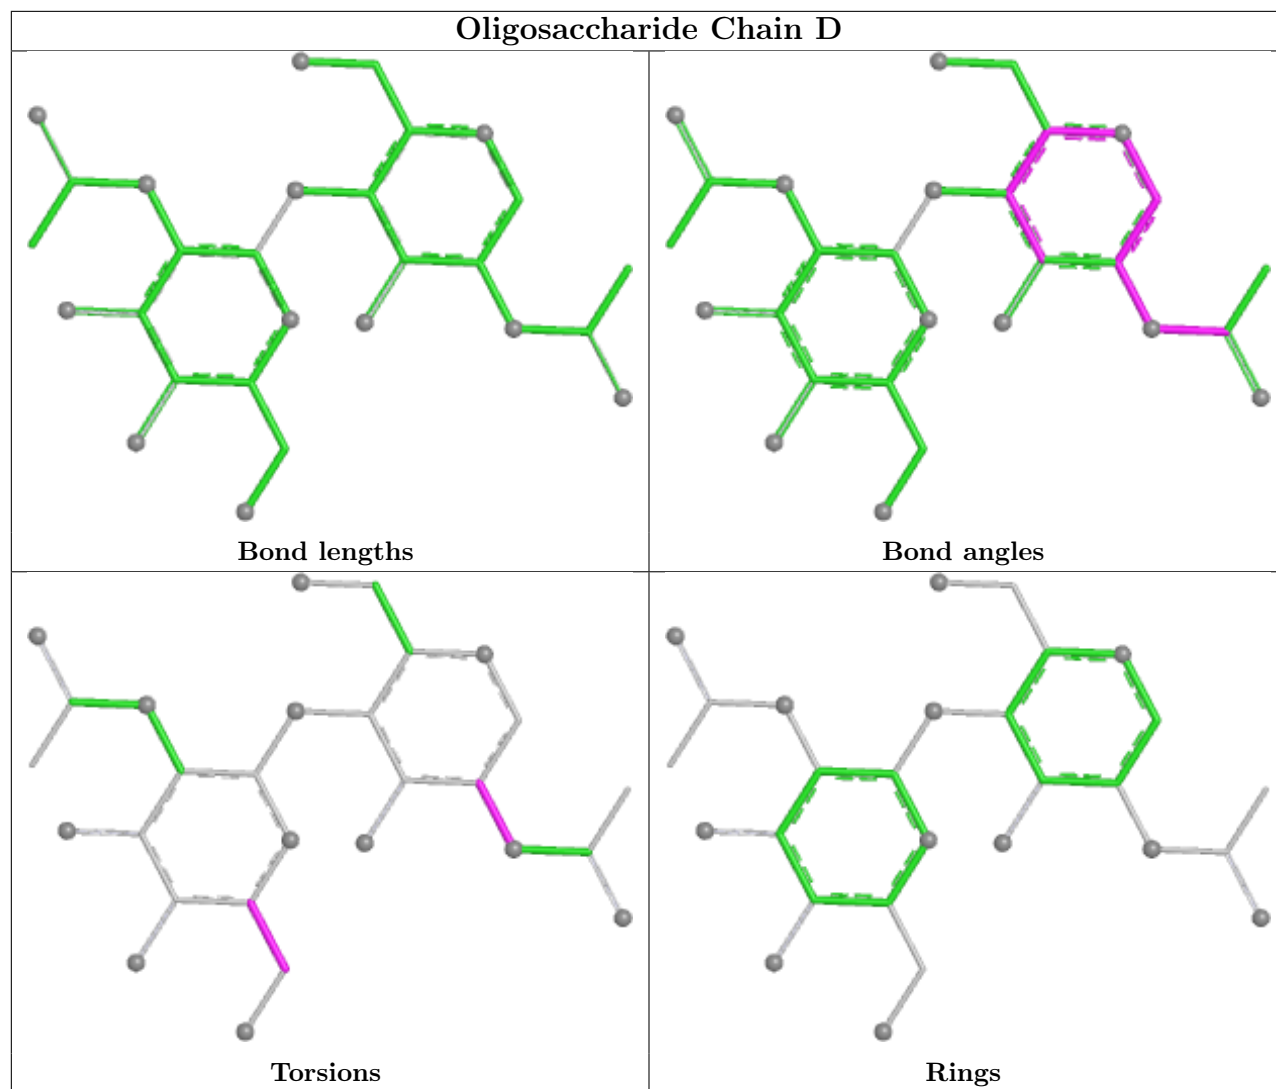 Oligosaccharide Chain D
Bond lengths
Bond angles
Torsions
Rings